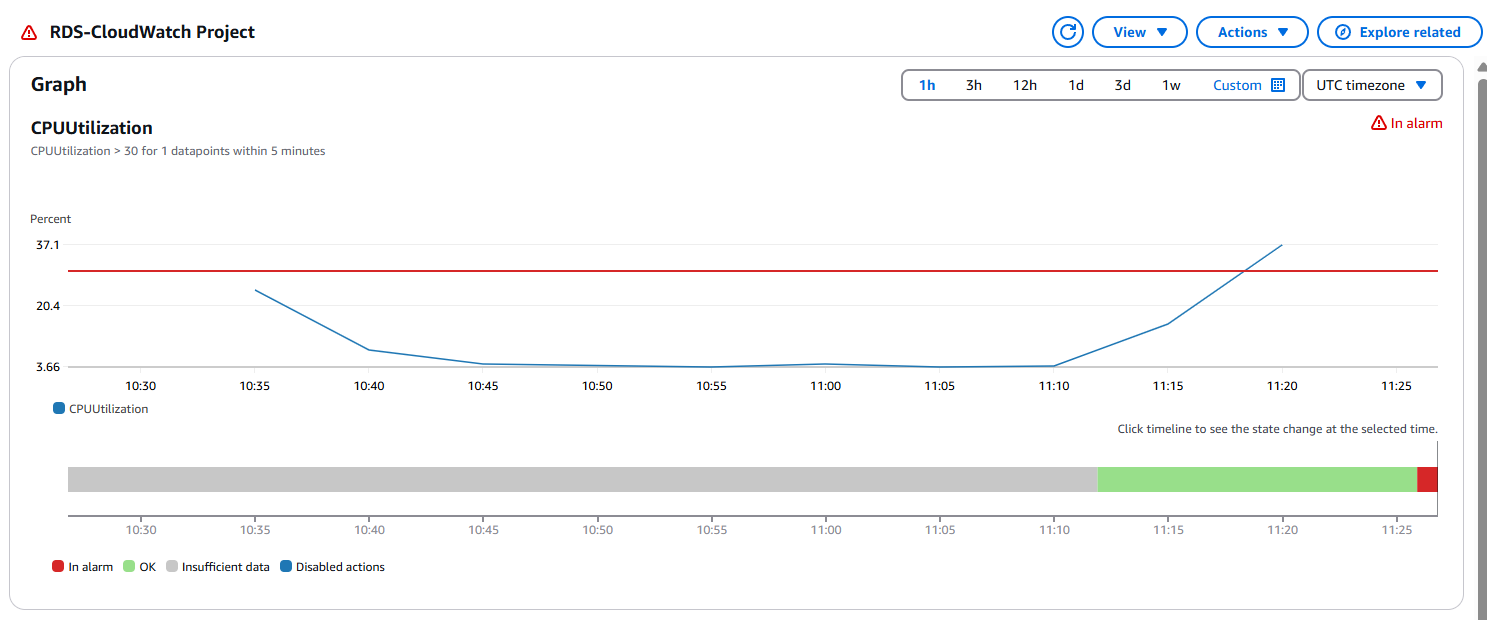 RDS-CloudWatch Project
View
Actions
Explore related
Graph
1h 3h 12h 1d 3d 1w Custom
UTC timezone
CPUUtilization
In alarm
CPUUtilization > 30 for 1 datapoints within 5 minutes
Percent
37.1
20.4
3.66
10:30 10:35 10:40 10:45 10:50 10:55 11:00 11:05 11:10 11:15 11:20 11:25
CPUUtilization
Click timeline to see the state change at the selected time.
10:30 10:35 10:40 10:45 10:50 10:55 11:00 11:05 11:10 11:15 11:20 11:25
In alarm OK Insufficient data Disabled actions